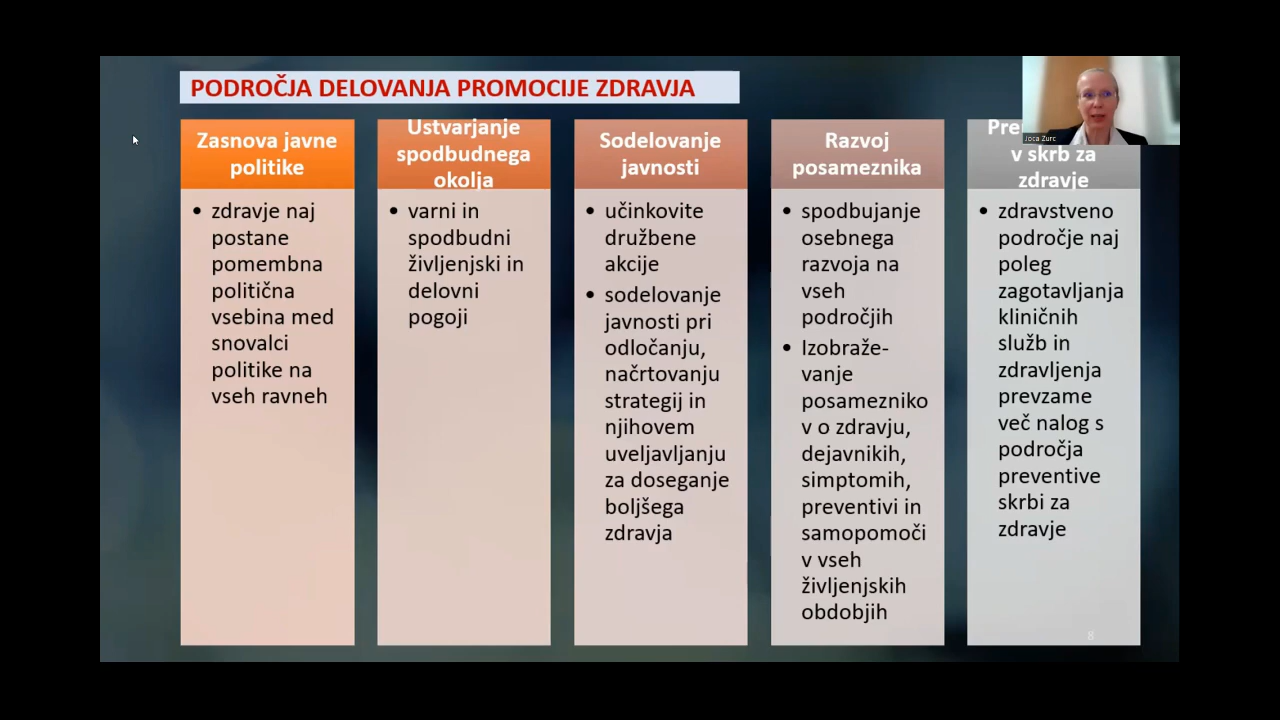 PODROČJA DELOVANJA PROMOCIJE ZDRAVJA
Joca Zurc
Zasnova javne
politike
• zdravje naj
postane
pomembna
politična
vsebina med
snovalci
politike na
vseh ravneh
Ustvarjanje
spodbudnega
okolja
• varni in
spodbudni
življenjski in
delovni
pogoji
Sodelovanje
javnosti
• učinkovite
družbene
akcije
• sodelovanje
javnosti pri
odločanju,
načrtovanju
strategij in
njihovem
uveljavljanju
za doseganje
boljšega
zdravja
Razvoj
posameznika
• spodbujanje
osebnega
razvoja na
vseh
področjih
• Izobraže-
vanje
posamezniko
v o zdravju,
dejavnikih,
simptomih,
preventivi in
samopomoči
v vseh
življenjskih
obdobjih
v skrb za
zdravje
• zdravstveno
področje naj
poleg
zagotavljanja
kliničnih
služb in
zdravljenja
prevzame
več nalog s
področja
preventive
skrbi za
zdravje
8